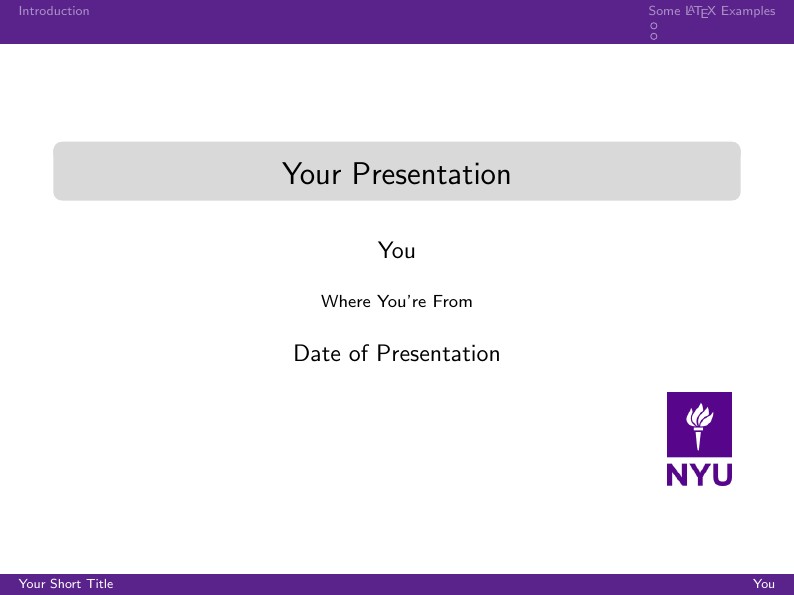 Introduction
Some LATEX Examples
Your Presentation
You
Where You're From
Date of Presentation
NYU
Your Short Title
You